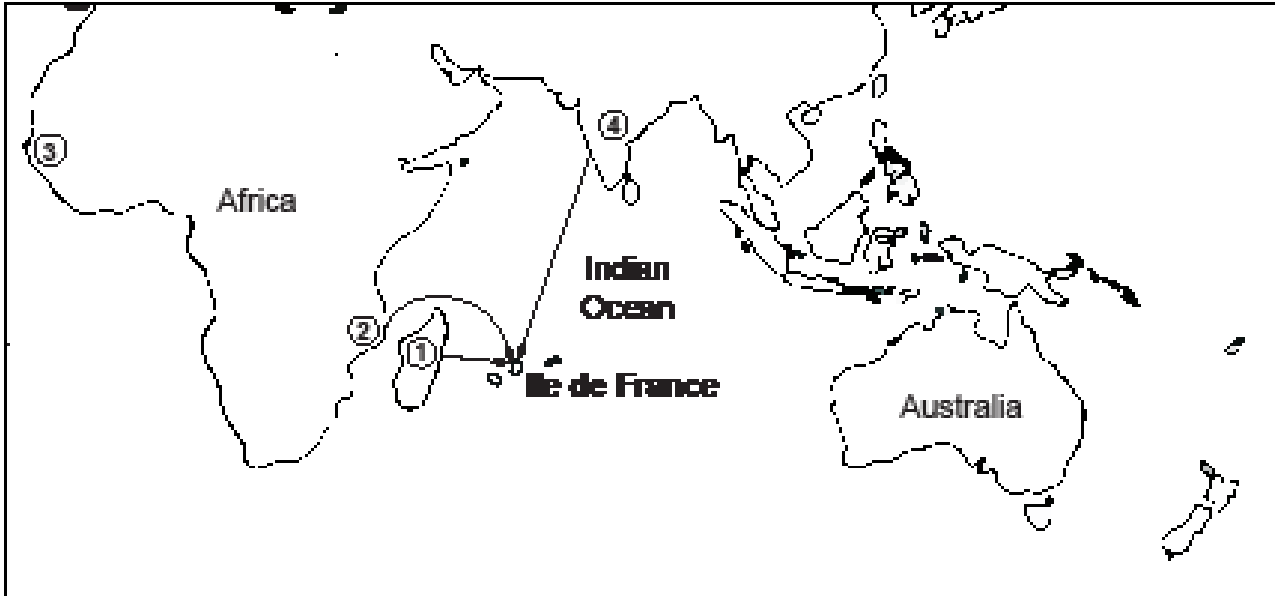 4
3
Africa
Indian
Ocean
2
1
Ile de France
Australia